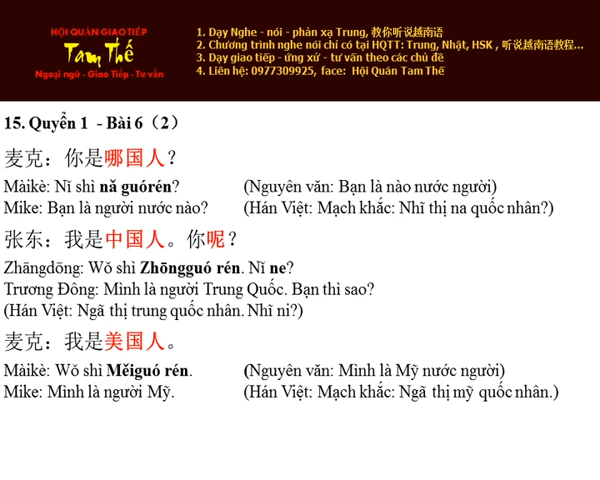 HỘI QUÁN GIAO TIẾP
Tam Thế
Ngoại ngữ - Giao Tiếp - Tư vấn
1. Dạy Nghe - nói - phản xạ Trung, 教你听说越南语
2. Chương trình nghe nói chỉ có tại HQTT: Trung, Nhật, HSK , 听说越南语教程...
3. Dạy giao tiếp - ứng xử - tư vấn theo các chủ đề
4. Liên hệ: 0977309925, face: Hội Quán Tam Thế
15. Quyển 1 - Bài 6（2）
麦克：你是哪国人？
Màikè: Nǐ shì nǎ guórén? (Nguyên văn: Bạn là nào nước người)
Mike: Bạn là người nước nào? (Hán Việt: Mạch khắc: Nhĩ thị na quốc nhân?)
张东：我是中国人。你呢？
Zhāngdōng: Wǒ shì Zhōngguó rén. Nǐ ne?
Trương Đông: Mình là người Trung Quốc. Bạn thì sao?
(Hán Việt: Ngã thị trung quốc nhân. Nhĩ ni?)
麦克：我是美国人。
Màikè: Wǒ shì Měiguó rén. (Nguyên văn: Mình là Mỹ nước người)
Mike: Mình là người Mỹ. (Hán Việt: Mạch khắc: Ngã thị mỹ quốc nhân.)